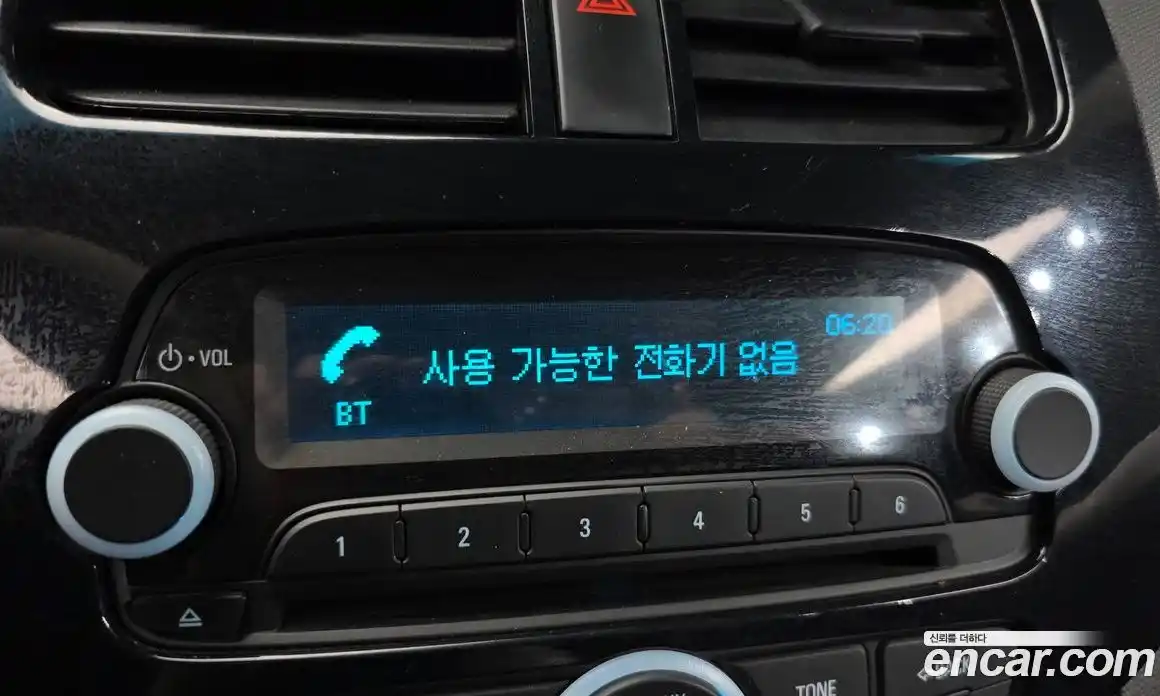 06:20
사용 가능한 전화기 없음
BT
VOL
1 2 3 4 5 6
TONE
신뢰를 더하다
encar.com